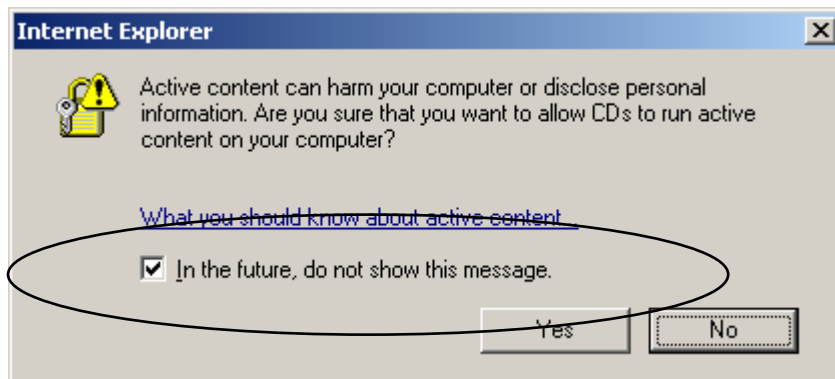 Internet Explorer
Active content can harm your computer or disclose personal
information. Are you sure that you want to allow CDs to run active
content on your computer?
What you should know about active content...
In the future, do not show this message.
Yes No